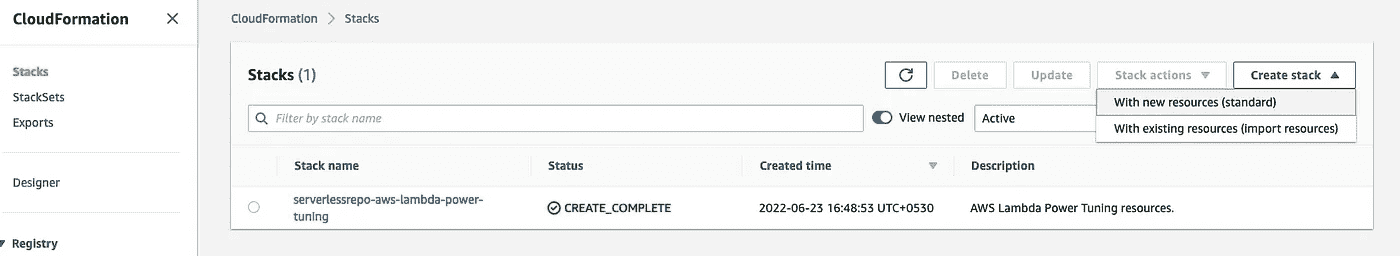 CloudFormation
CloudFormation Stacks
Stacks
StackSets
Exports
Designer
Registry
Stacks (1)
Delete Update Stack actions Create stack
With new resources (standard)
With existing resources (import resources)
Filter by stack name
View nested
Active
Stack name Status Created time Description
serverlessrepo-aws-lambda-power-
tuning
CREATE_COMPLETE 2022-06-23 16:48:53 UTC+0530 AWS Lambda Power Tuning resources.